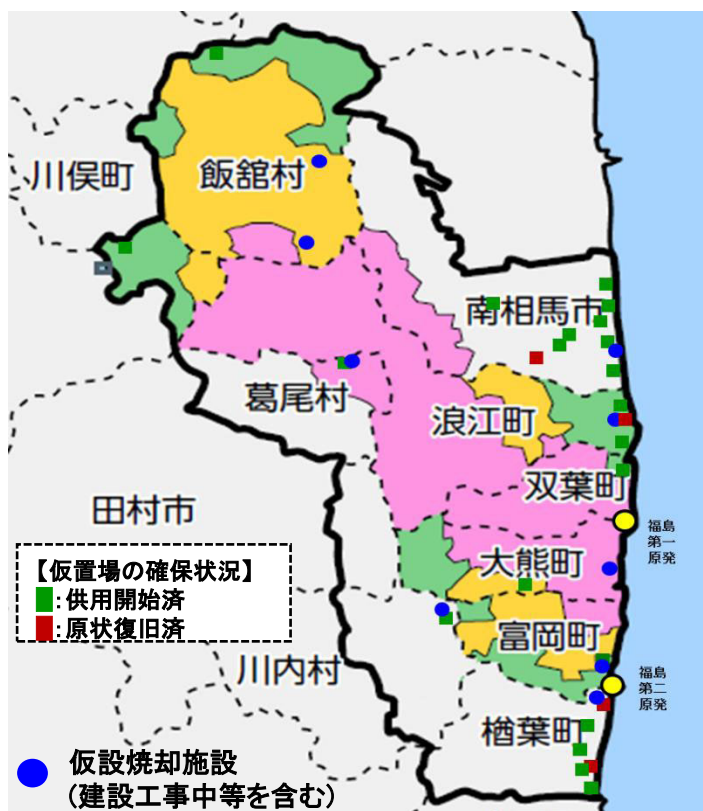 川俣町
飯舘村
南相馬市
葛尾村
浪江町
双葉町
田村市
福島
第一
原発
大熊町
【仮置場の確保状況】
:供用開始済
:原状復旧済
富岡町
川内村
福島
第二
原発
楢葉町
仮設焼却施設
(建設工事中等を含む)